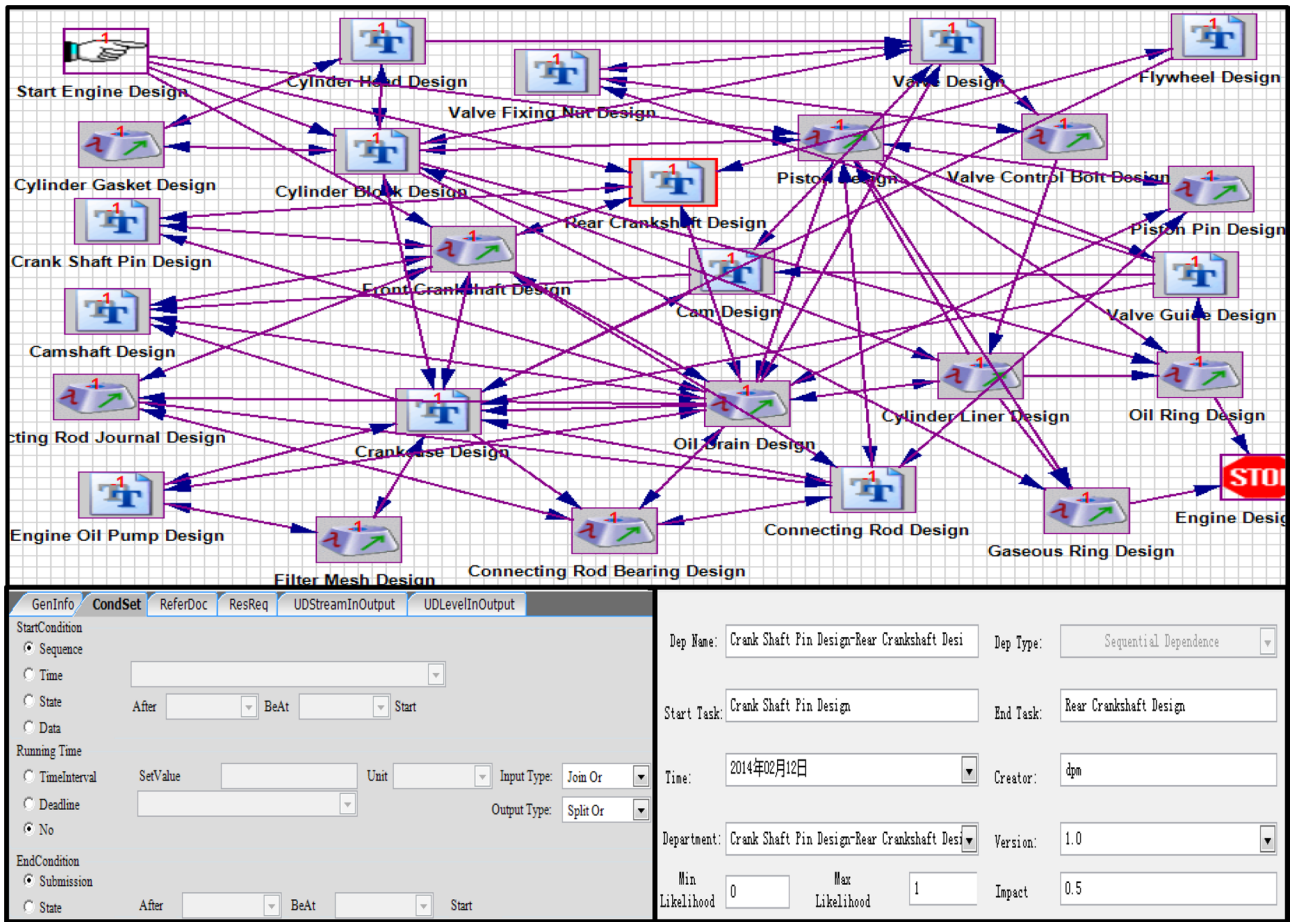 Start Engine Design
Cylnder Head Design
Valve Design
Flywheel Design
Valve Fixing Nut Design
Cylinder Gasket Design
Cylinder Block Design
Piston Design
Valve Control Bolt Design
Rear Crankshaft Design
Piston Pin Design
Crank Shaft Pin Design
Front Crankshaft Design
Cam Design
Valve Guide Design
Camshaft Design
cting Rod Journal Design
Crankcase Design
Oil Drain Design
Cylinder Liner Design
Oil Ring Design
STO
Engine Oil Pump Design
Connecting Rod Design
Engine Desig
Filter Mesh Design
Connecting Rod Bearing Design
Gaseous Ring Design
GenInfo CondSet ReferDoc ResReq UDStreamInOutput UDLevelInOutput
StartCondition
Sequence
Time
State After BeAt Start
Data
Running Time
TimeInterval SetValue Unit Input Type: Join Or
Deadline Output Type: Split Or
No
EndCondition
Submission
State After BeAt Start
Dep Name: Crank Shaft Pin Design-Rear Crankshaft Desi Dep Type: Sequential Dependence
Start Task: Crank Shaft Pin Design End Task: Rear Crankshaft Design
Time: 2014年02月12日 Creator: dpm
Department: Crank Shaft Pin Design-Rear Crankshaft Desi Version: 1.0
Min Likelihood 0 Max Likelihood 1 Impact 0.5